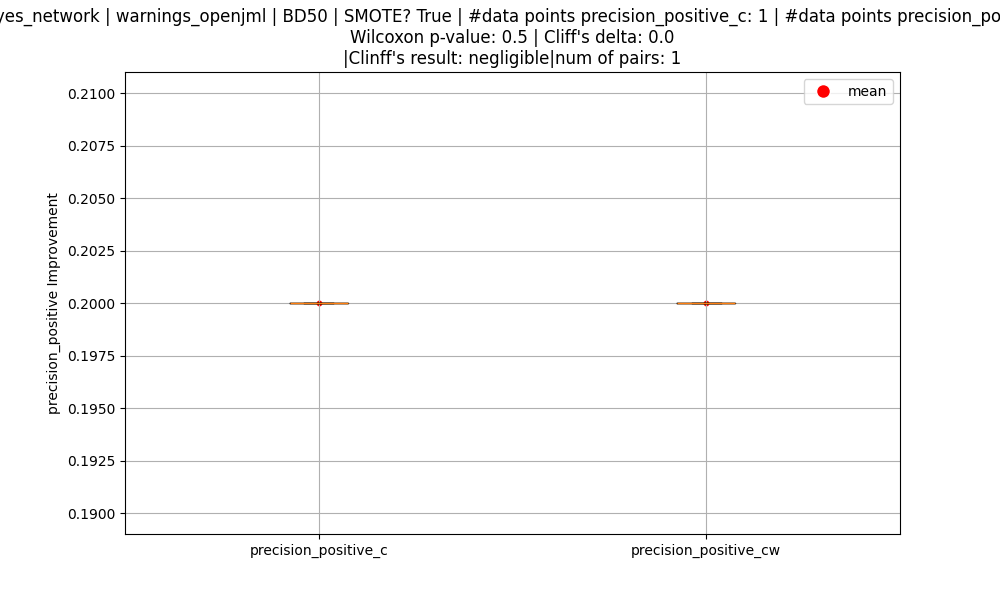 yes_network | warnings_openjml | BD50 | SMOTE? True | #data points precision_positive_c: 1 | #data points precision_po
Wilcoxon p-value: 0.5 | Cliff's delta: 0.0
|Clinff's result: negligible|num of pairs: 1
mean
0.2100
0.2075
0.2050
0.2025
0.2000
0.1975
0.1950
0.1925
0.1900
precision_positive Improvement
precision_positive_c
precision_positive_cw